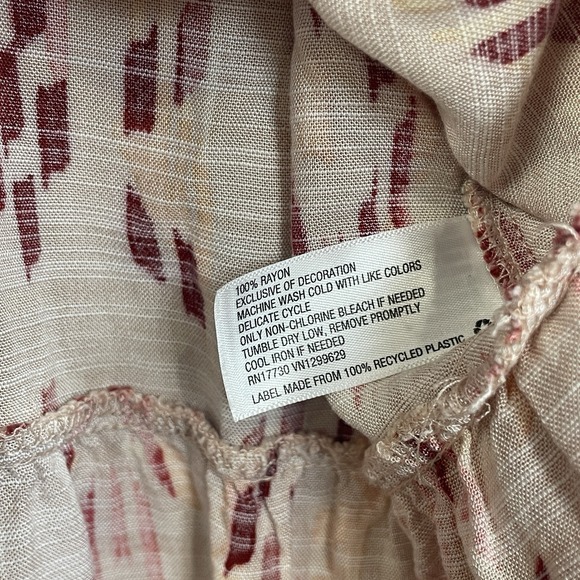 100% RAYON
EXCLUSIVE OF DECORATION
MACHINE WASH COLD WITH LIKE COLORS
DELICATE CYCLE
ONLY NON-CHLORINE BLEACH IF NEEDED
TUMBLE DRY LOW, REMOVE PROMPTLY
COOL IRON IF NEEDED
RN17730 VN1299629
LABEL MADE FROM 100% RECYCLED PLASTIC